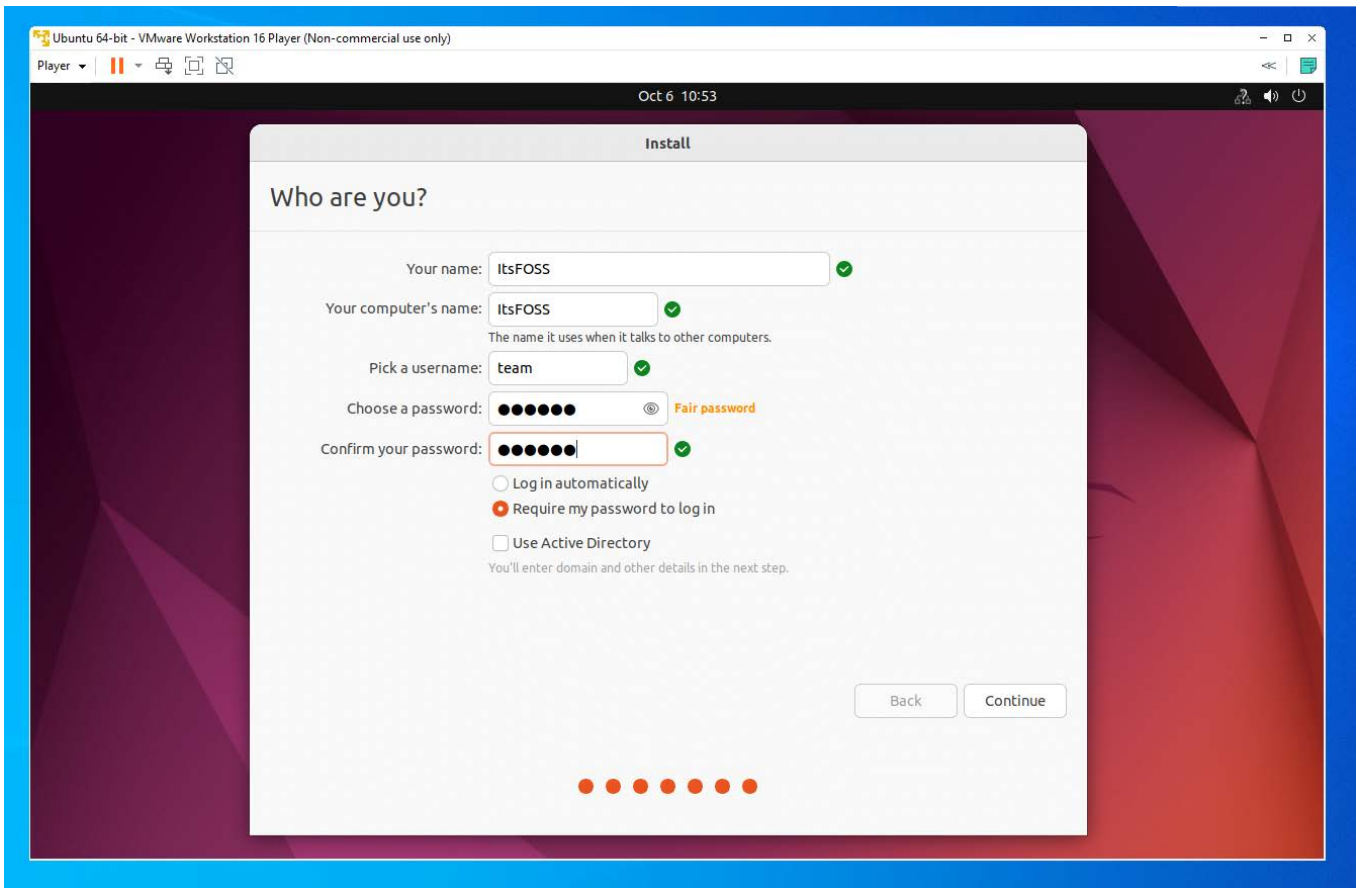 Ubuntu 64-bit - VMware Workstation 16 Player (Non-commercial use only)
Player
Oct 6 10:53
Install
Who are you?
Your name: ItsFOSS
Your computer's name: ItsFOSS
The name it uses when it talks to other computers.
Pick a username: team
Choose a password: ●●●●●● Fair password
Confirm your password: ●●●●●●
Log in automatically
Require my password to log in
Use Active Directory
You'll enter domain and other details in the next step.
Back Continue